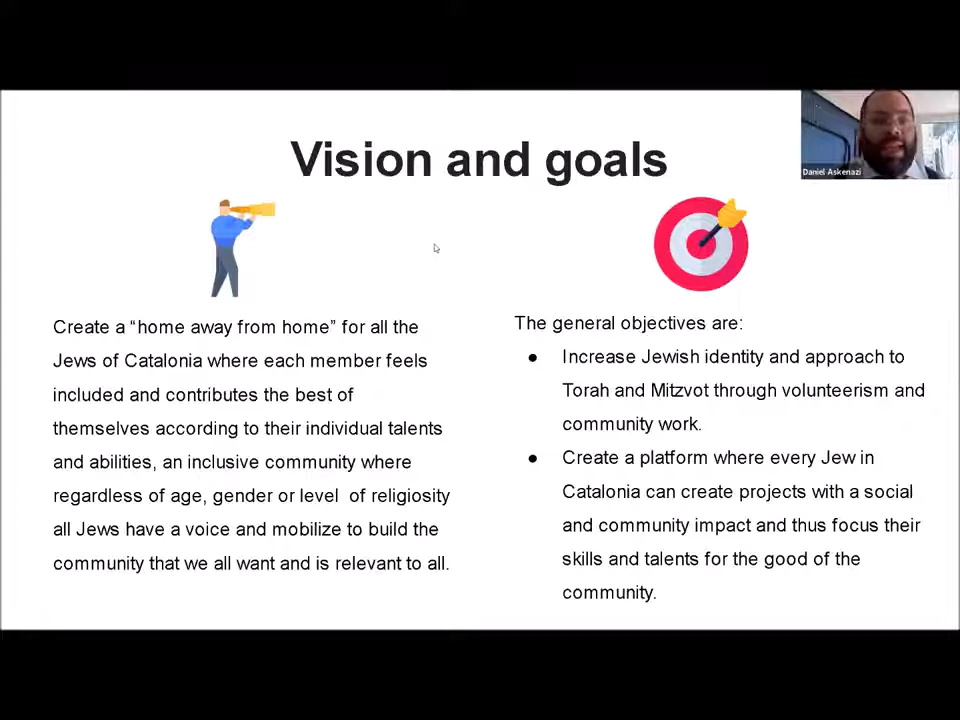 Vision and goals
Daniel Askenazi
Create a “home away from home” for all the
Jews of Catalonia where each member feels
included and contributes the best of
themselves according to their individual talents
and abilities, an inclusive community where
regardless of age, gender or level of religiosity
all Jews have a voice and mobilize to build the
community that we all want and is relevant to all.
The general objectives are:
● Increase Jewish identity and approach to
Torah and Mitzvot through volunteerism and
community work.
● Create a platform where every Jew in
Catalonia can create projects with a social
and community impact and thus focus their
skills and talents for the good of the
community.